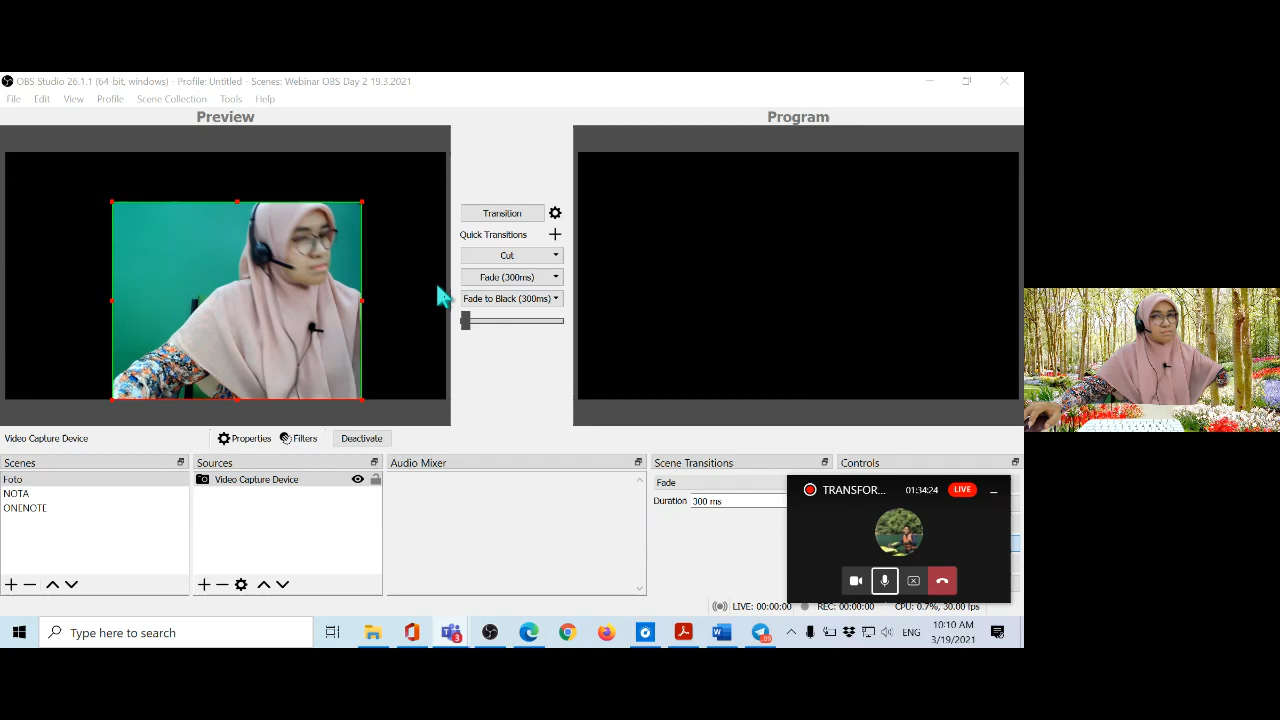 OBS Studio 26.1.1 (64-bit, windows) - Profile: Untitled - Scenes: Webinar OBS Day 2 19.3.2021
File Edit View Profile Scene Collection Tools Help
Preview
Program
Transition
Quick Transitions
Cut
Fade (300ms)
Fade to Black (300ms)
Video Capture Device
Properties
Filters
Deactivate
Scenes
Sources
Audio Mixer
Scene Transitions
Controls
Foto
NOTA
ONENOTE
Video Capture Device
Fade
Duration 300 ms
TRANSFOR... 01:34:24 LIVE
LIVE: 00:00:00 REC: 00:00:00 CPU: 0.7%, 30.00 fps
Type here to search
3
ENG
10:10 AM
3/19/2021